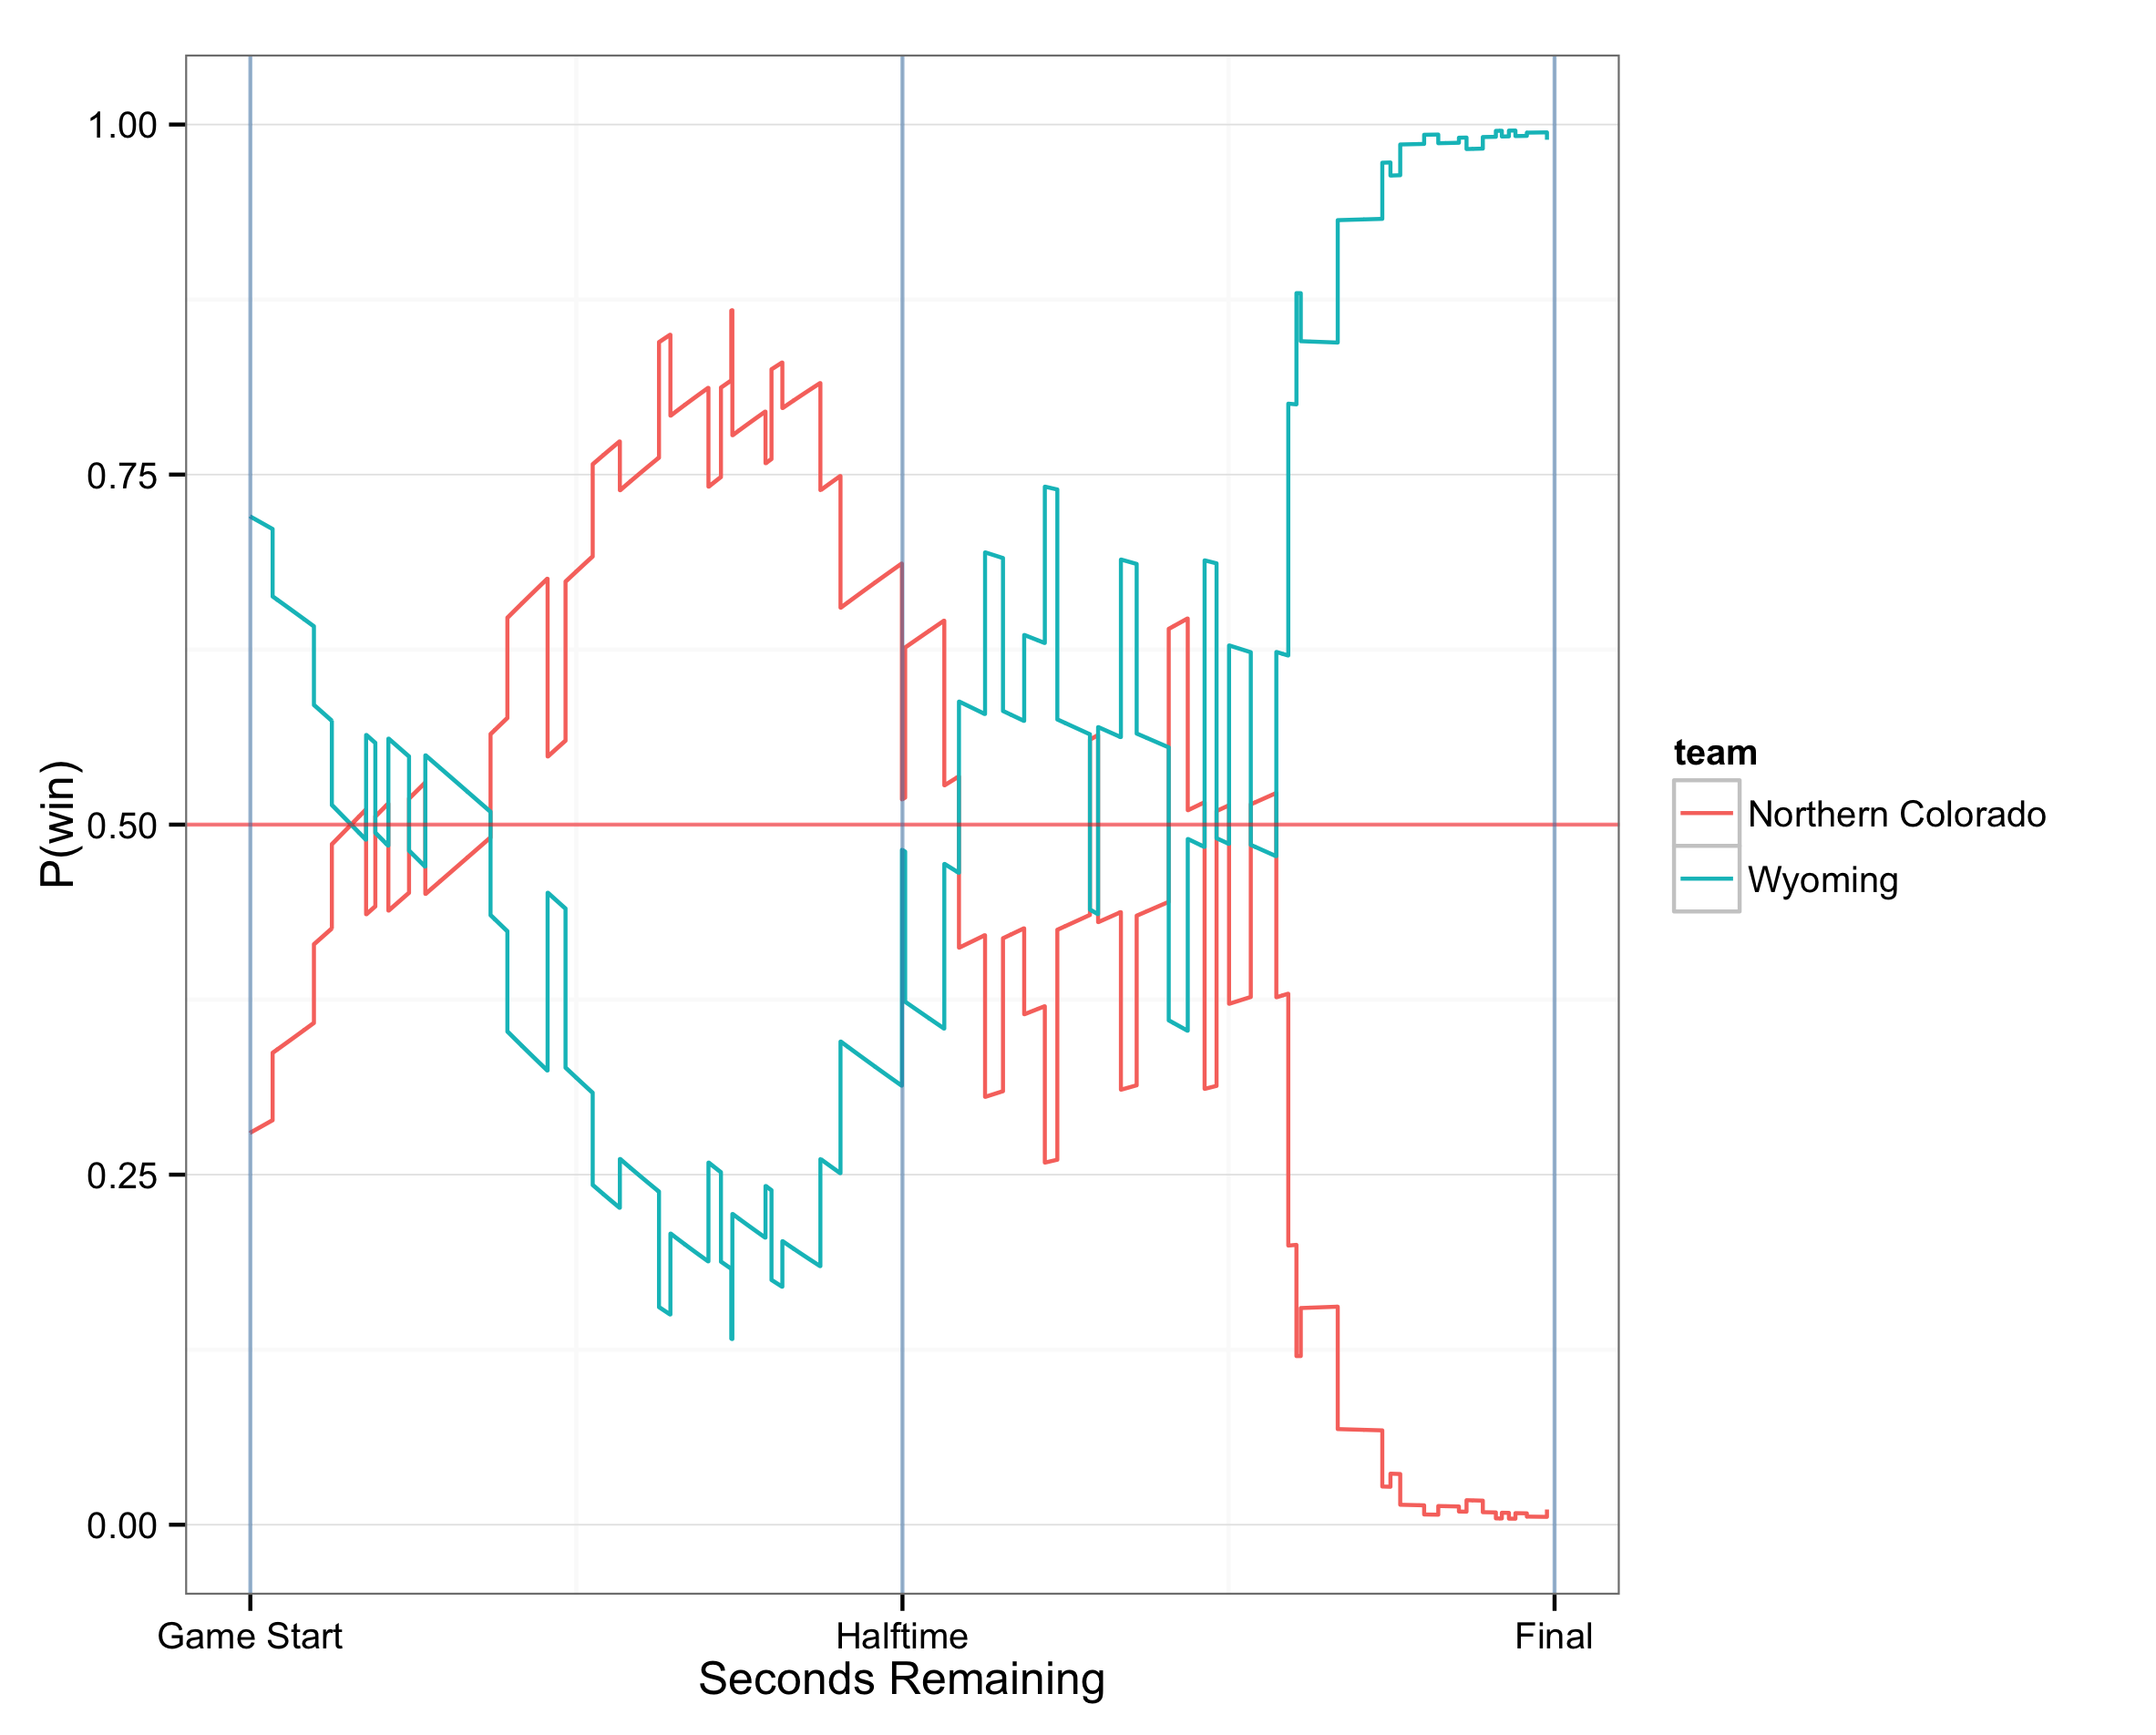 1.00
0.75
0.50
0.25
0.00
P(win)
Game Start
Halftime
Final
Seconds Remaining
team
Northern Colorado
Wyoming